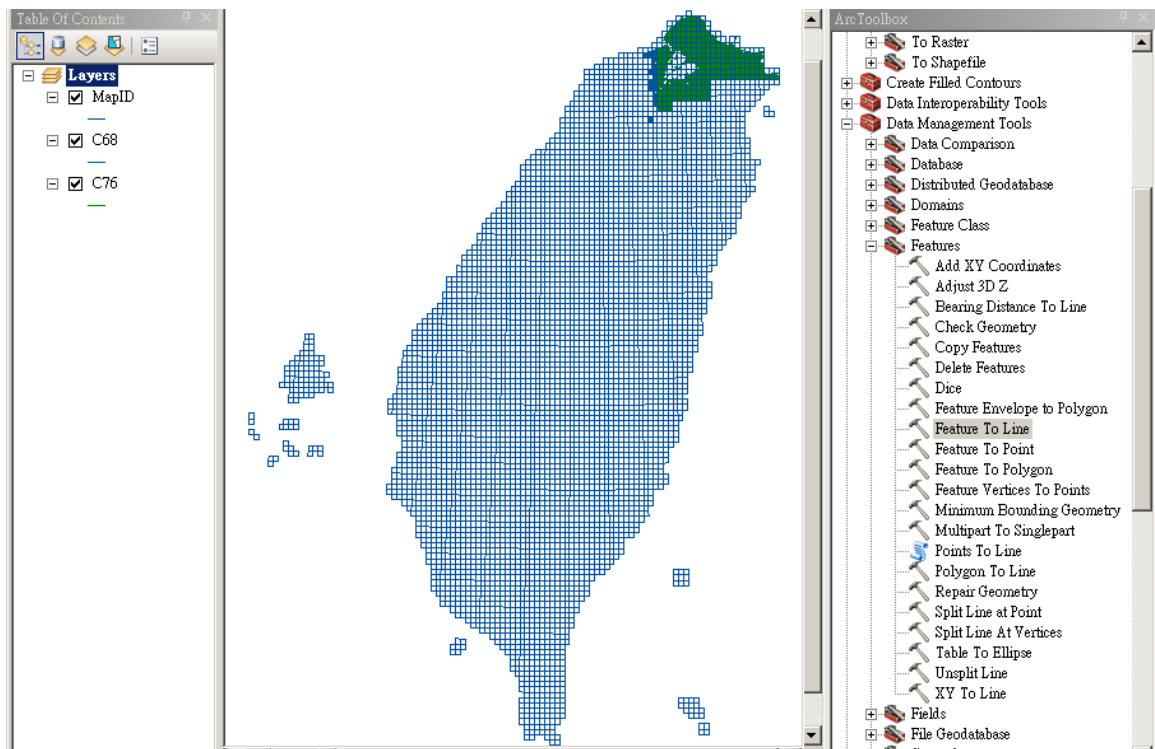 Table Of Contents
Layers
MapID
C68
C76
ArcToolbox
To Raster
To Shapefile
Create Filled Contours
Data Interoperability Tools
Data Management Tools
Data Comparison
Database
Distributed Geodatabase
Domains
Feature Class
Features
Add XY Coordinates
Adjust 3D Z
Bearing Distance To Line
Check Geometry
Copy Features
Delete Features
Dice
Feature Envelope to Polygon
Feature To Line
Feature To Point
Feature To Polygon
Feature Vertices To Points
Minimum Bounding Geometry
Multipart To Singlepart
Points To Line
Polygon To Line
Repair Geometry
Split Line at Point
Split Line At Vertices
Table To Ellipse
Unsplit Line
XY To Line
Fields
File Geodatabase